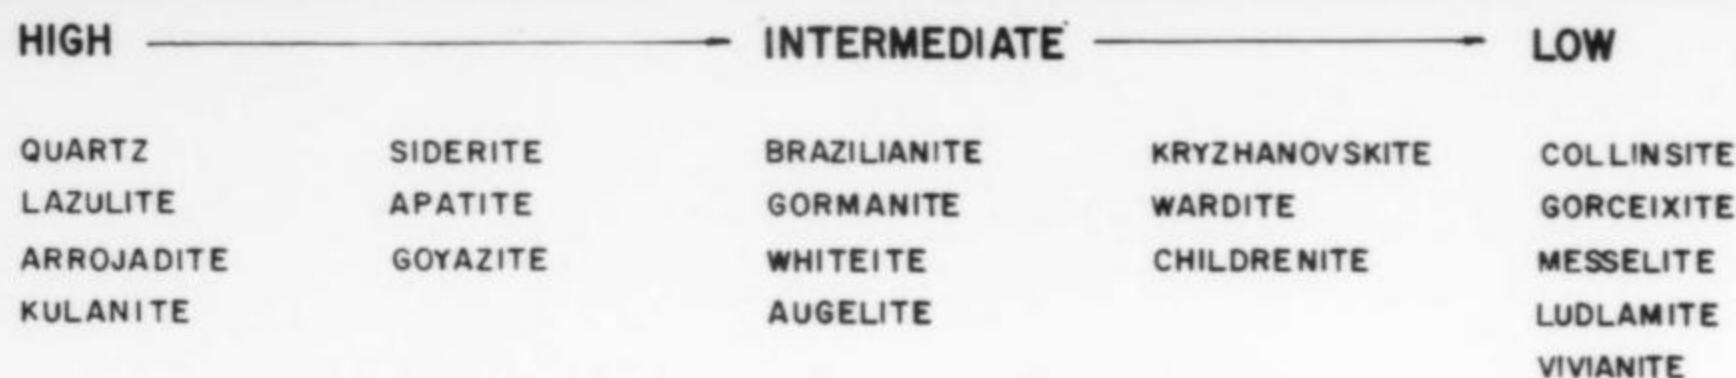 HIGH INTERMEDIATE LOW
QUARTZ SIDERITE BRAZILIANITE KRYZHANOVSKITE COLLINSITE
LAZULITE APATITE GORMANITE WARDITE GORCEIXITE
ARROJADITE GOYAZITE WHITEITE CHILDRENITE MESSELITE
KULANITE AUGELITE LUDLAMITE
VIVIANITE